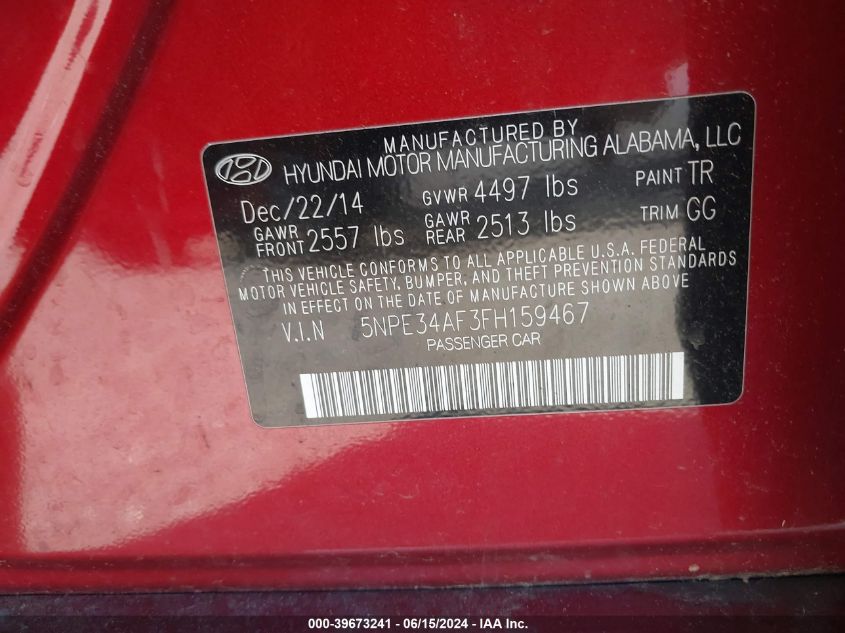 MANUFACTURED BY
HYUNDAI MOTOR MANUFACTURING ALABAMA, LLC
Dec/22/14 GVWR 4497 lbs PAINT TR
GAWR FRONT 2557 lbs GAWR REAR 2513 lbs TRIM GG
THIS VEHICLE CONFORMS TO ALL APPLICABLE U.S.A. FEDERAL
MOTOR VEHICLE SAFETY, BUMPER, AND THEFT PREVENTION STANDARDS
IN EFFECT ON THE DATE OF MANUFACTURE SHOWN ABOVE
V.I.N 5NPE34AF3FH159467
PASSENGER CAR
000-39673241 - 06/15/2024 - IAA Inc.